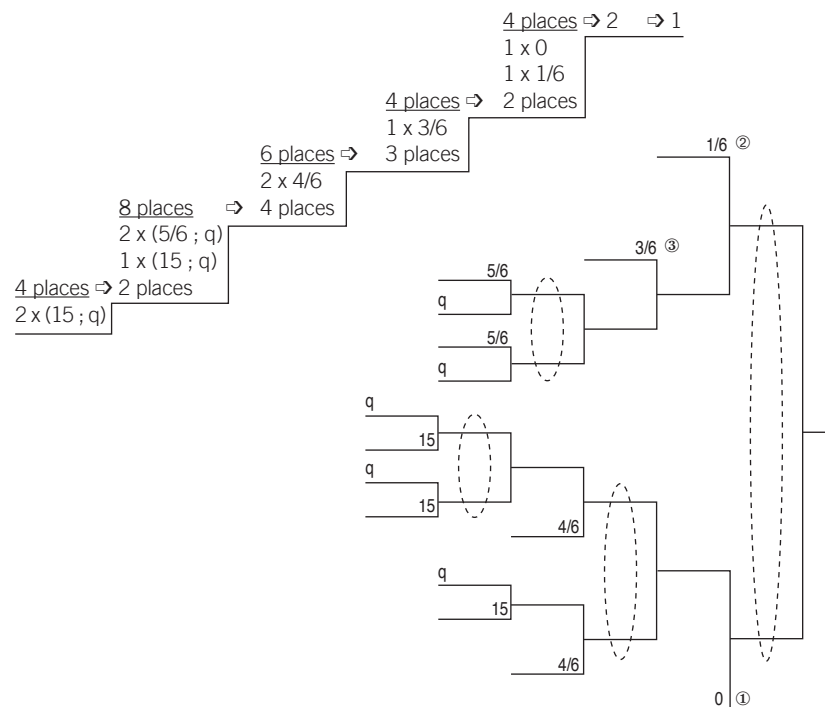 4 places ➩ 2 ➩ 1
1 x 0
1 x 1/6
2 places
4 places ➩
1 x 3/6
3 places
6 places ➩
2 x 4/6
4 places
8 places ➩
2 x (5/6 ; q)
1 x (15 ; q)
2 places
4 places ➩
2 x (15 ; q)
1/6 ②
3/6 ③
5/6
q
5/6
q
q
15
q
15
4/6
q
15
4/6
0 ①